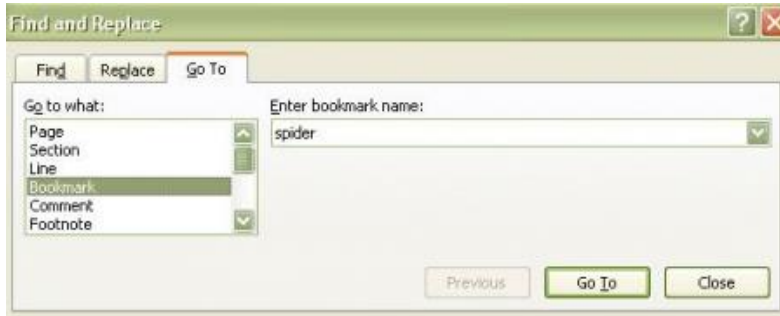 Find and Replace
Find Replace Go To
Go to what: Enter bookmark name:
Page
Section
Line
Bookmark
Comment
Footnote
spider
Previous Go To Close